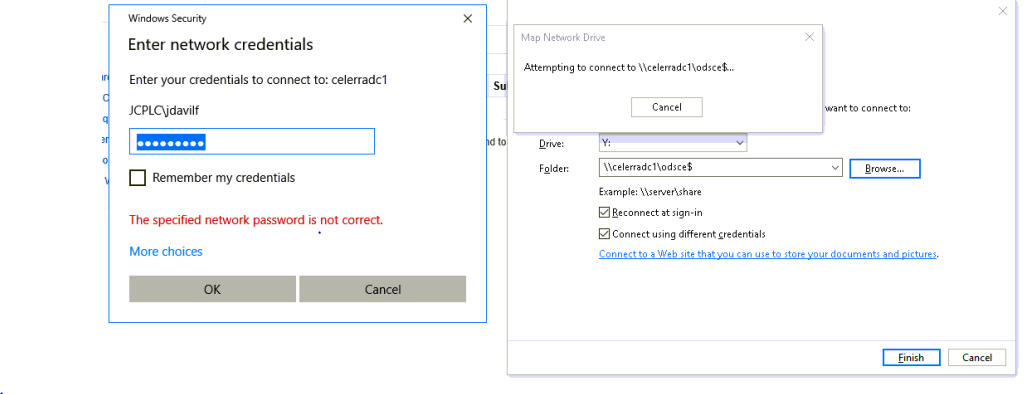 Windows Security
Enter network credentials
Enter your credentials to connect to: celerradc1
JCPLC\jdavilf
●●●●●●●●●
Remember my credentials
The specified network password is not correct.
More choices
OK
Cancel
Su
nd to
Map Network Drive
Attempting to connect to \\celerradc1\odsce$...
Cancel
want to connect to:
Drive:
Y:
Folder:
\\celerradc1\odsce$
Browse...
Example: \\server\share
Reconnect at sign-in
Connect using different credentials
Connect to a Web site that you can use to store your documents and pictures.
Finish
Cancel